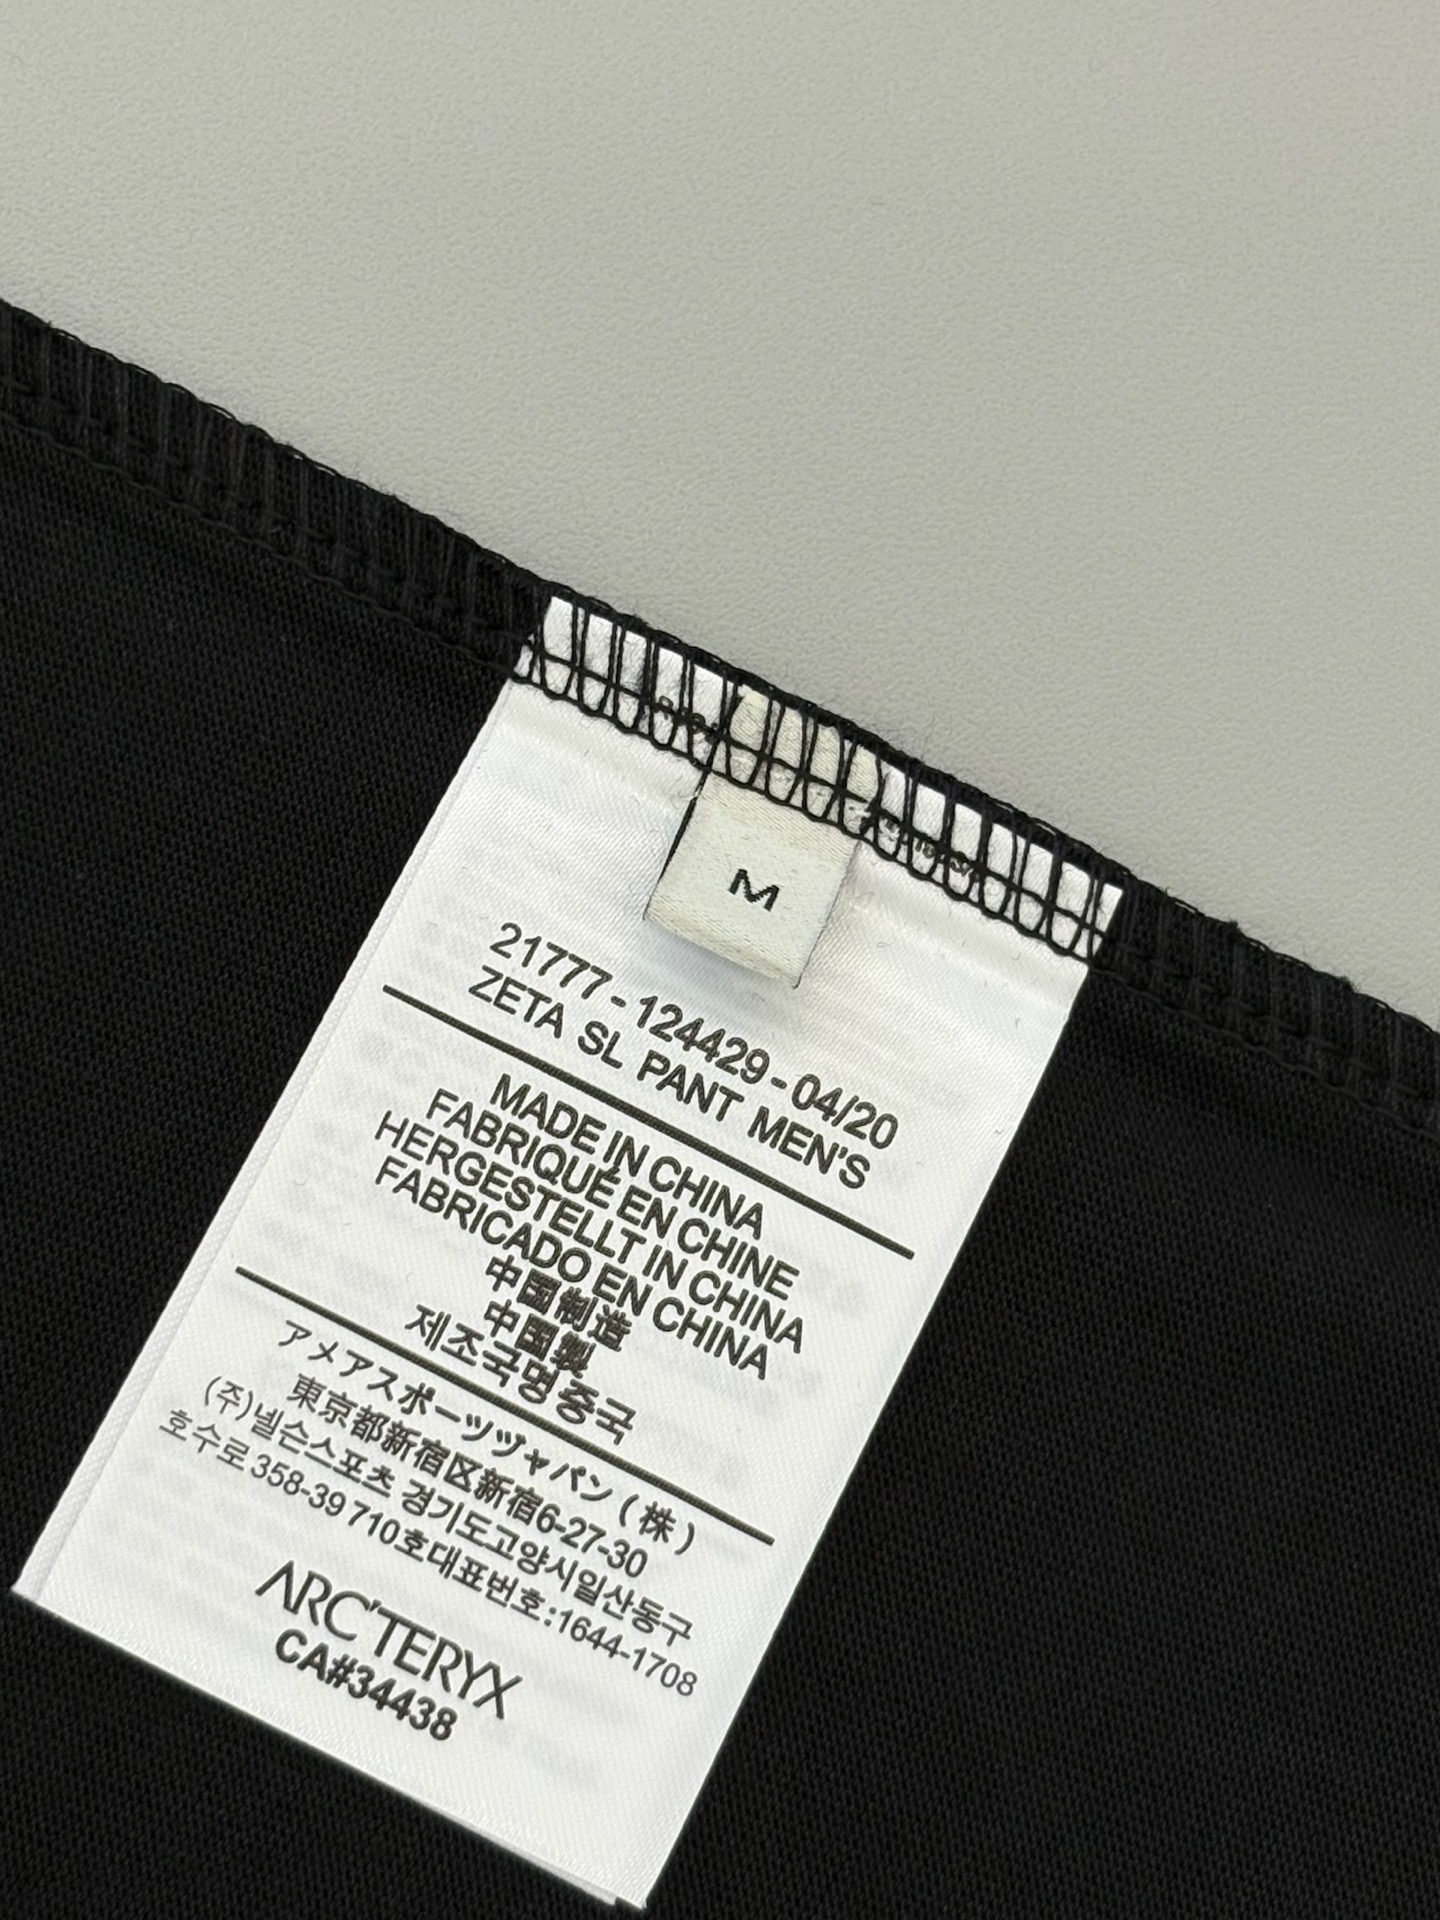 M
21777-124429-04/20
ZETA SL PANT MEN'S
MADE IN CHINA
FABRIQUÉ EN CHINE
HERGESTELLT IN CHINA
FABRICADO EN CHINA
中国制造
中国製
제조국명중국
アメアスポーツヅャパン(株)
東京都新宿区新宿6-27-30
(주)넬슨스포츠 경기도고양시일산동구
호수로358-39 710호대표번호:1644-1708
ARC'TERYX
CA#34438